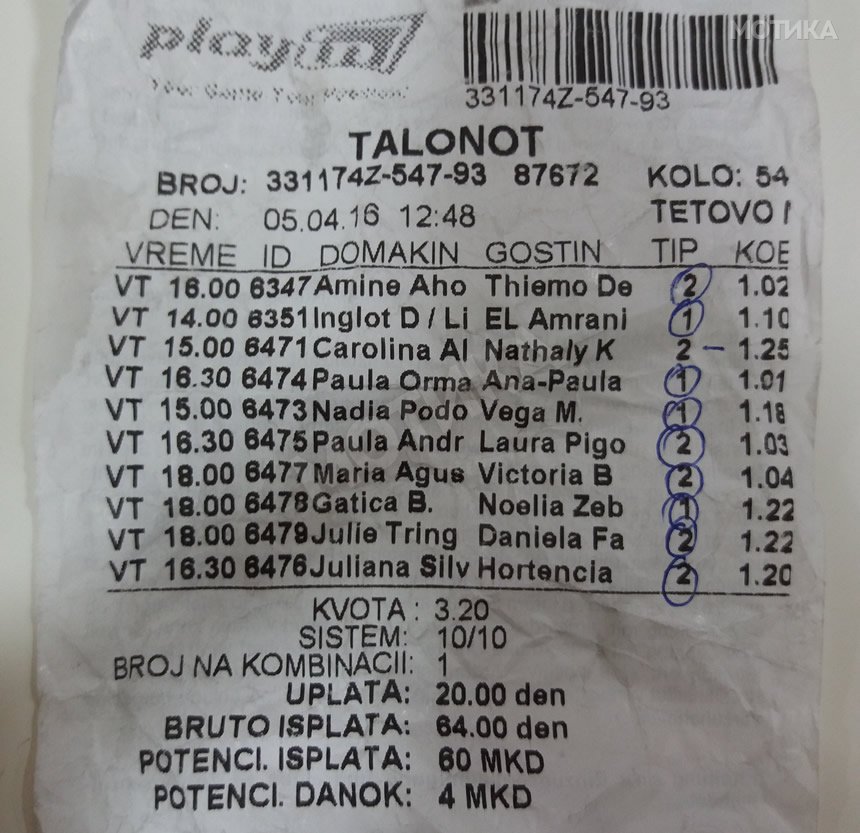 МОТИКА
play in
331174Z-547-93
TALONOT
BROJ: 331174Z-547-93 87672 KOLO: 54
DEN: 05.04.16 12:48 TETOVO
VREME ID DOMAKIN GOSTIN TIP KOE
VT 16.00 6347 Amine Aho Thiemo De 2 1.02
VT 14.00 6351 Inglot D / Li EL Amrani 1 1.10
VT 15.00 6471 Carolina Al Nathaly K 2 – 1.25
VT 16.30 6474 Paula Orma Ana-Paula 1 1.01
VT 15.00 6473 Nadia Podo Vega M. 1 1.18
VT 16.30 6475 Paula Andr Laura Pigo 2 1.03
VT 18.00 6477 Maria Agus Victoria B 2 1.04
VT 18.00 6478 Gatica B. Noelia Zeb 1 1.22
VT 18.00 6479 Julie Tring Daniela Fa 2 1.22
VT 16.30 6476 Juliana Silv Hortencia 2 1.20
KVOTA : 3.20
SISTEM: 10/10
BROJ NA KOMBINACII: 1
UPLATA: 20.00 den
BRUTO ISPLATA: 64.00 den
POTENCI. ISPLATA: 60 MKD
POTENCI. DANOK: 4 MKD